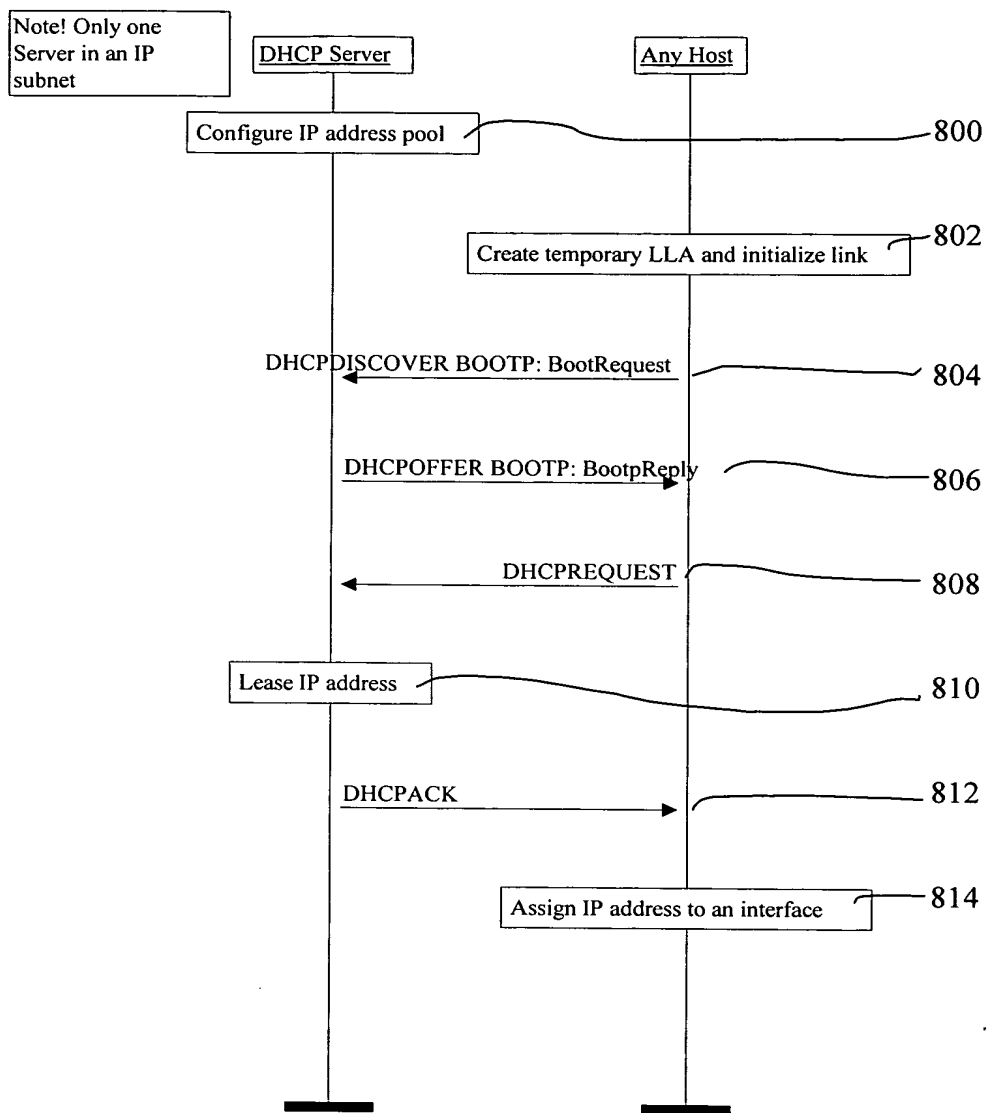 Note! Only one
Server in an IP
subnet
DHCP Server
Any Host
Configure IP address pool
800
Create temporary LLA and initialize link
802
DHCPDISCOVER BOOTP: BootRequest
804
DHCPOFFER BOOTP: BootpReply
806
DHCPREQUEST
808
Lease IP address
810
DHCPACK
812
Assign IP address to an interface
814